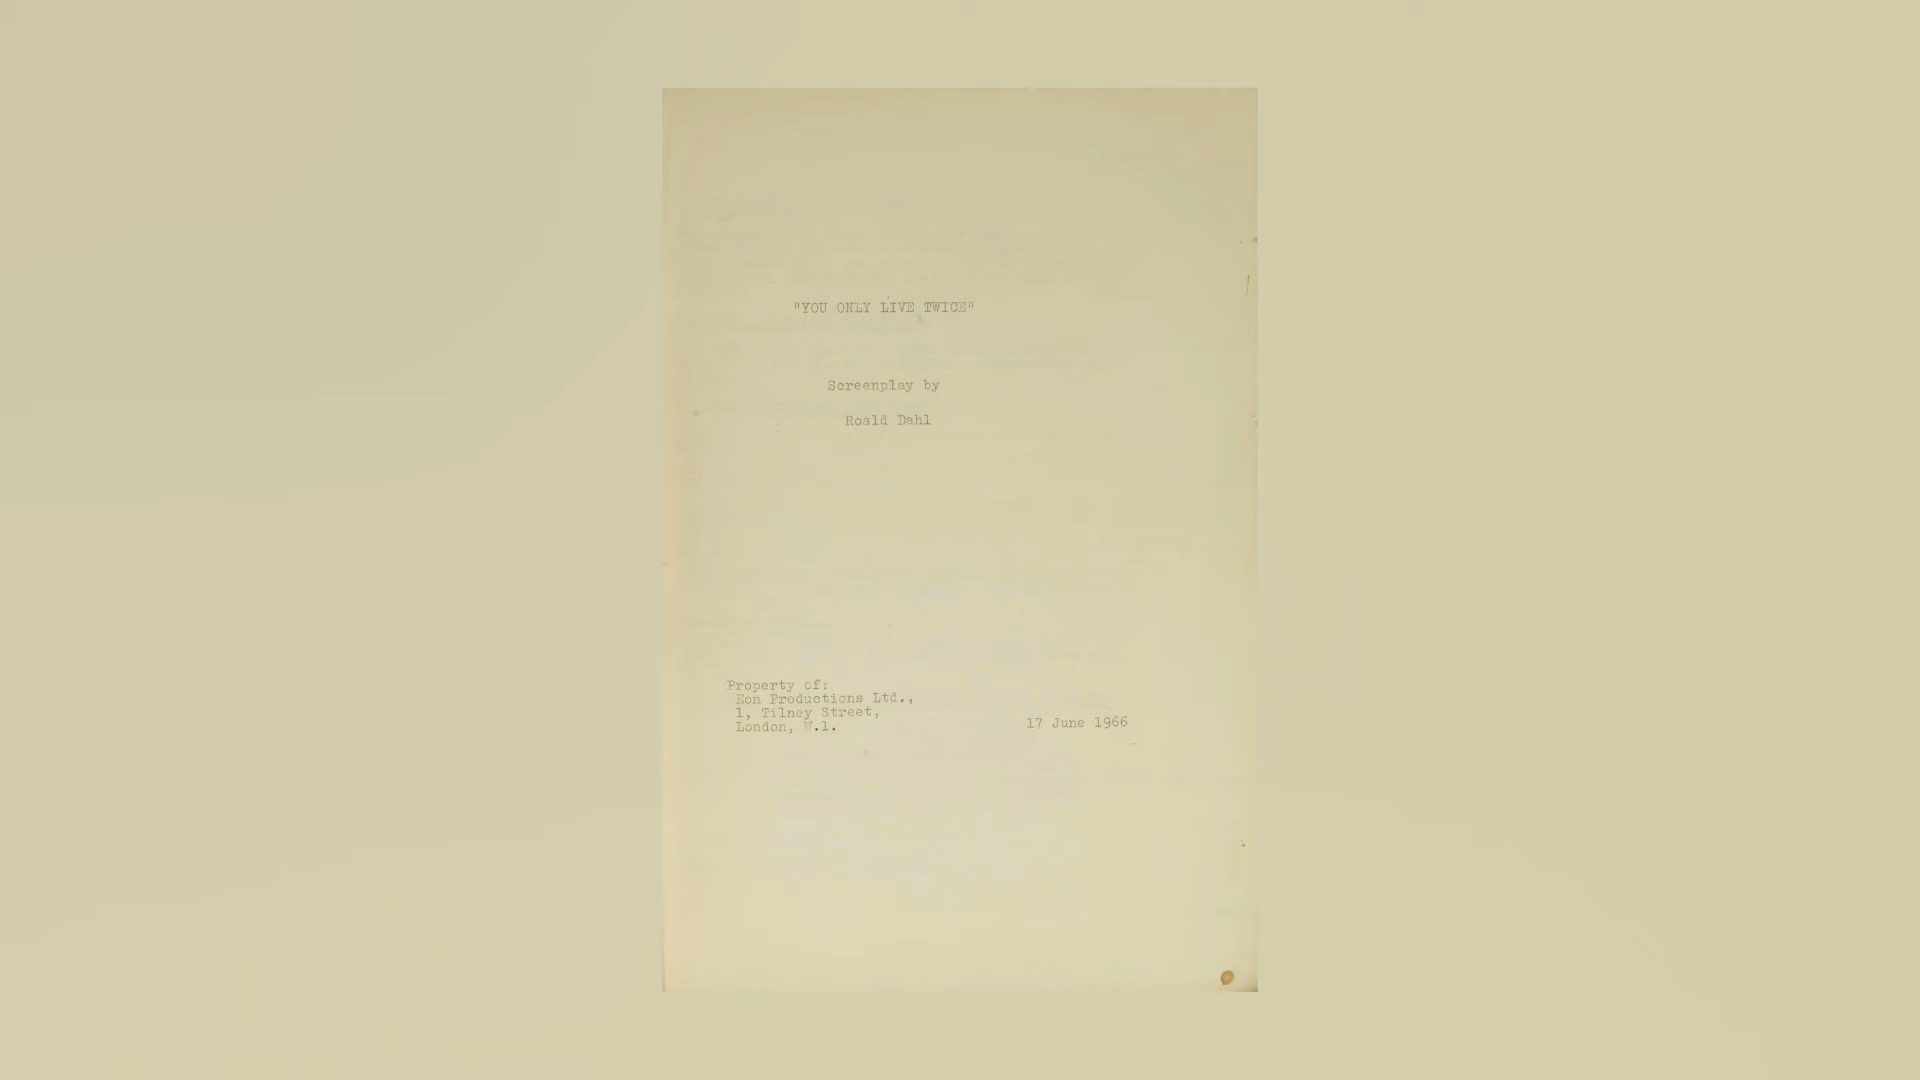 "YOU ONLY LIVE TWICE"
Screenplay by
Roald Dahl
Property of:
Eon Productions Ltd.,
1, Tilney Street,
London, W.1.
17 June 1966